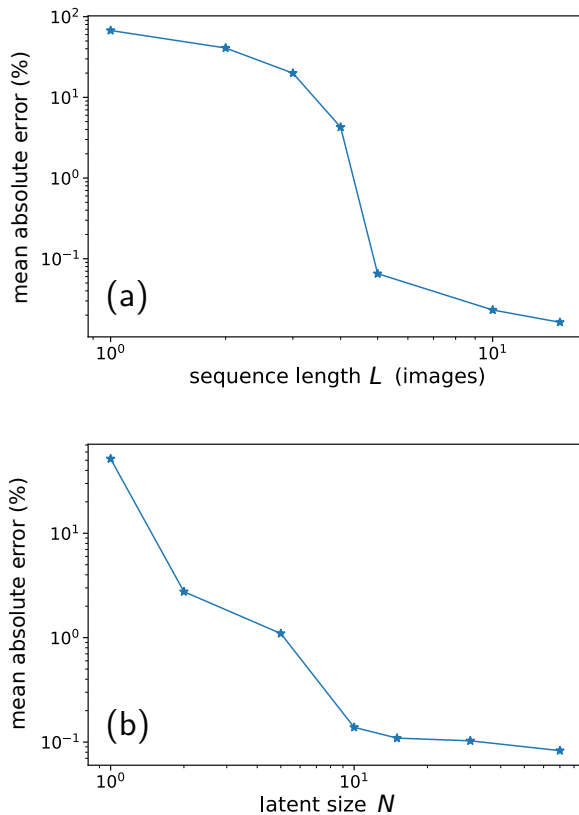 10²
10¹
10⁰
10⁻¹
mean absolute error (%)
(a)
10⁰
10¹
sequence length L (images)
10¹
10⁰
10⁻¹
mean absolute error (%)
(b)
10⁰
10¹
latent size N